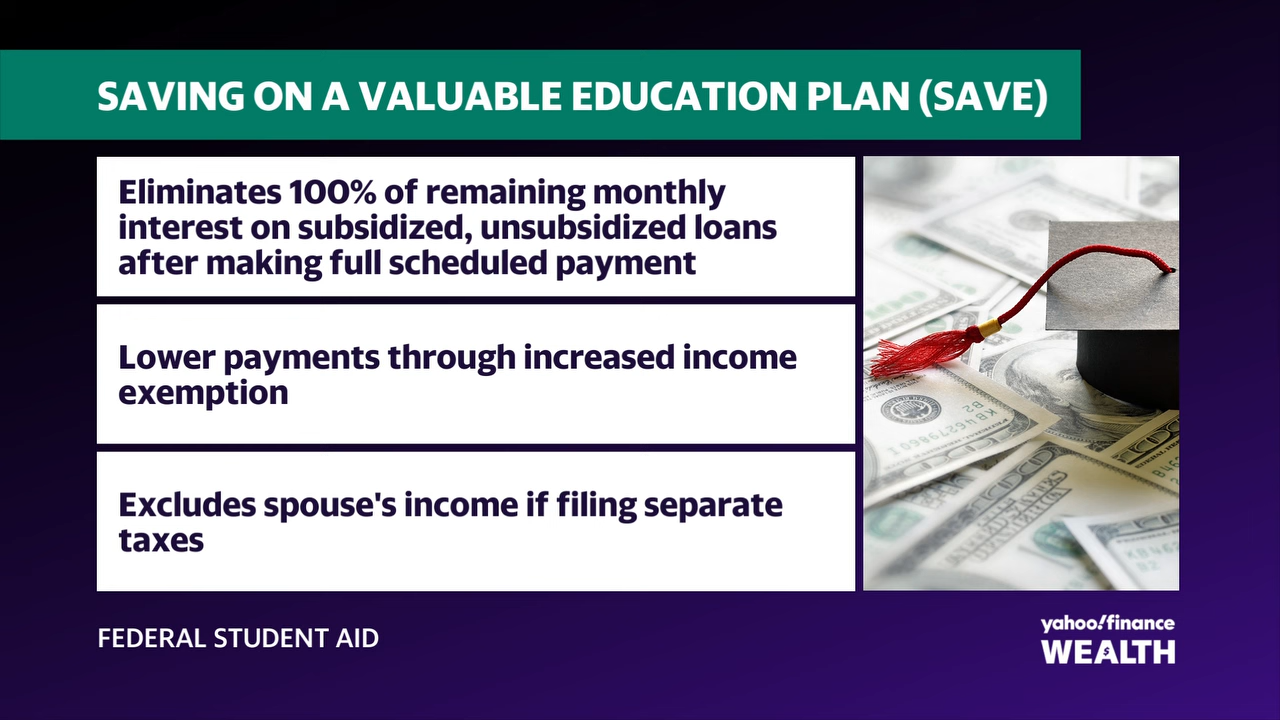 SAVING ON A VALUABLE EDUCATION PLAN (SAVE)
Eliminates 100% of remaining monthly
interest on subsidized, unsubsidized loans
after making full scheduled payment
Lower payments through increased income
exemption
Excludes spouse's income if filing separate
taxes
FEDERAL STUDENT AID
yahoo!finance
WEALTH